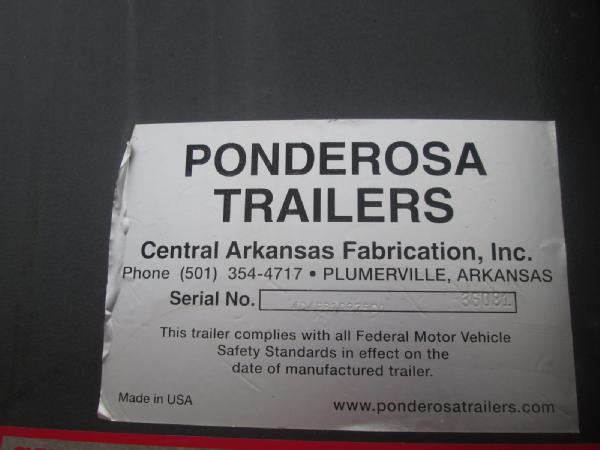 PONDEROSA
TRAILERS
Central Arkansas Fabrication, Inc.
Phone (501) 354-4717 • PLUMERVILLE, ARKANSAS
Serial No. 36081
This trailer complies with all Federal Motor Vehicle
Safety Standards in effect on the
date of manufactured trailer.
Made in USA
www.ponderosatrailers.com